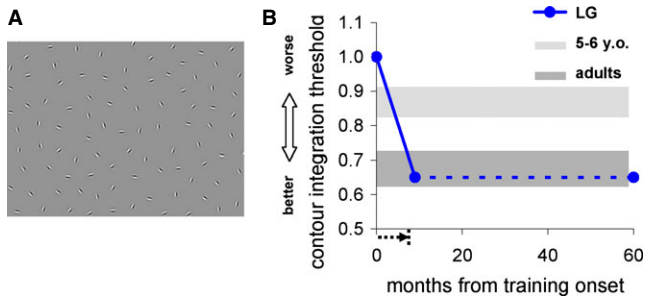 A
B
worse
better
contour integration threshold
1.1
1.0
0.9
0.8
0.7
0.6
0.5
0
20
40
60
months from training onset
LG
5-6 y.o.
adults